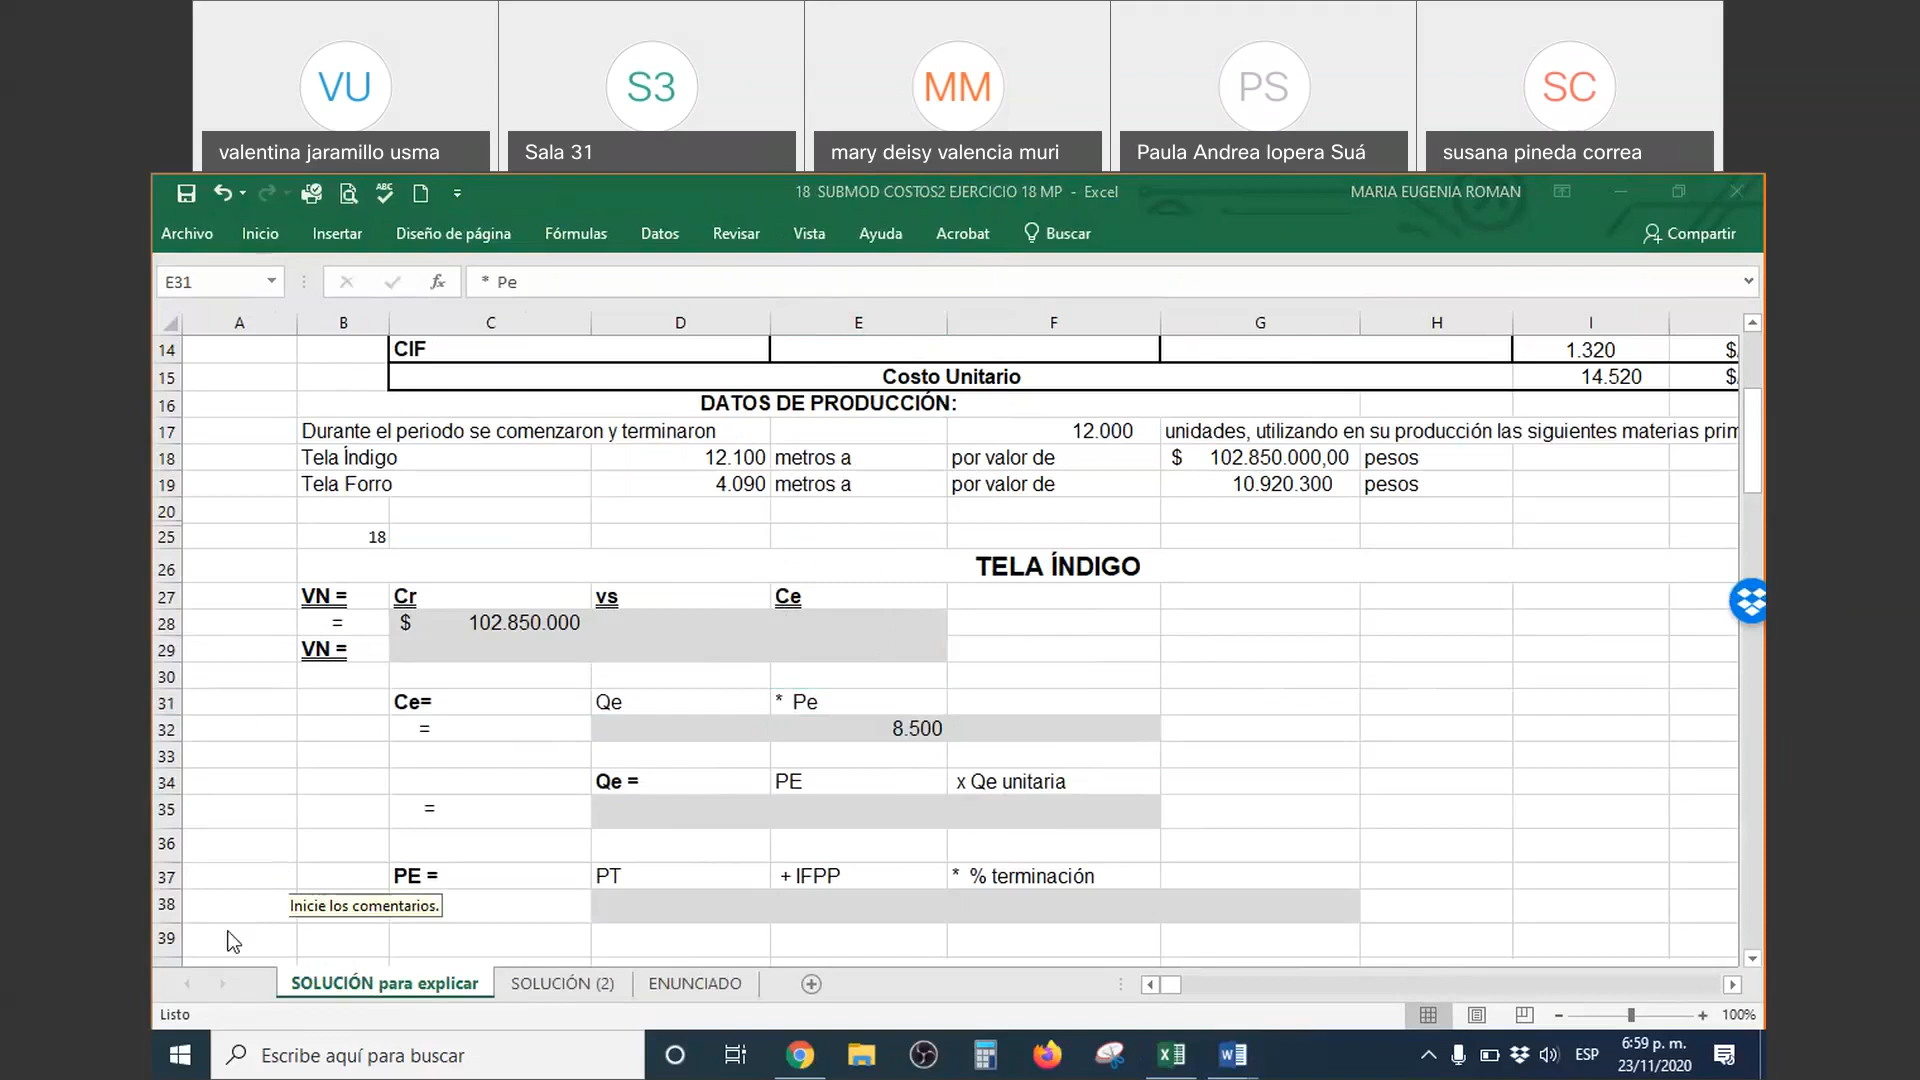 VU S3 MM PS SC
valentina jaramillo usma Sala 31 mary deisy valencia muri Paula Andrea lopera Suá susana pineda correa
ABC 18 SUBMOD COSTOS2 EJERCICIO 18 MP - Excel MARIA EUGENIA ROMAN
Archivo Inicio Insertar Diseño de página Fórmulas Datos Revisar Vista Ayuda Acrobat Buscar Compartir
E31 fx * Pe
A B C D E F G H I
14 CIF 1.320 $
15 Costo Unitario 14.520 $
16 DATOS DE PRODUCCIÓN:
17 Durante el periodo se comenzaron y terminaron 12.000 unidades, utilizando en su producción las siguientes materias prim
18 Tela Índigo 12.100 metros a por valor de $ 102.850.000,00 pesos
19 Tela Forro 4.090 metros a por valor de 10.920.300 pesos
20
25 18
26 TELA ÍNDIGO
27 VN = Cr vs Ce
28 = $ 102.850.000
29 VN =
30
31 Ce= Qe * Pe
32 = 8.500
33
34 Qe = PE x Qe unitaria
35 =
36
37 PE = PT + IFPP * % terminación
38 Inicie los comentarios.
39
SOLUCIÓN para explicar SOLUCIÓN (2) ENUNCIADO
Listo 100%
Escribe aquí para buscar ESP 6:59 p. m.
23/11/2020